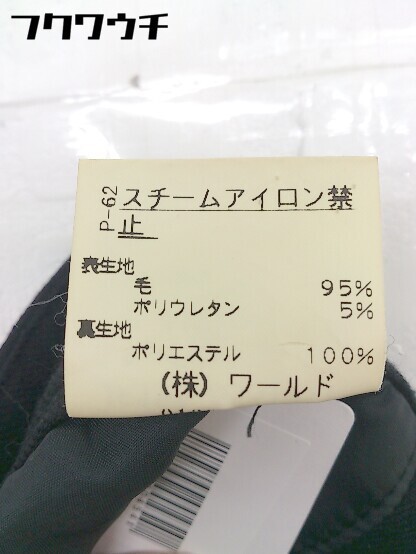 フクワウチ
P-62
スチームアイロン禁
止
表生地
毛 95%
ポリウレタン 5%
裏生地
ポリエステル 100%
(株) ワールド